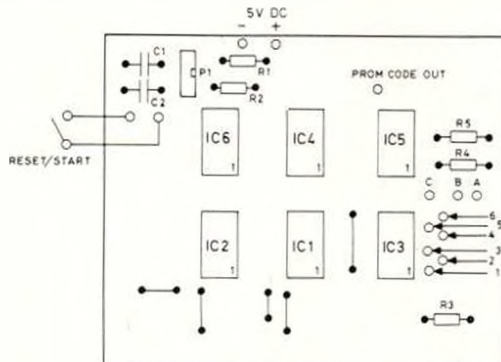 5V DC
- +
C1
P1
R1
PROM CODE OUT
C2
R2
IC6
1
IC4
1
IC5
1
R5
R4
RESET/START
C B A
6
5
4
3
2
1
IC2
1
IC1
1
IC3
1
R3